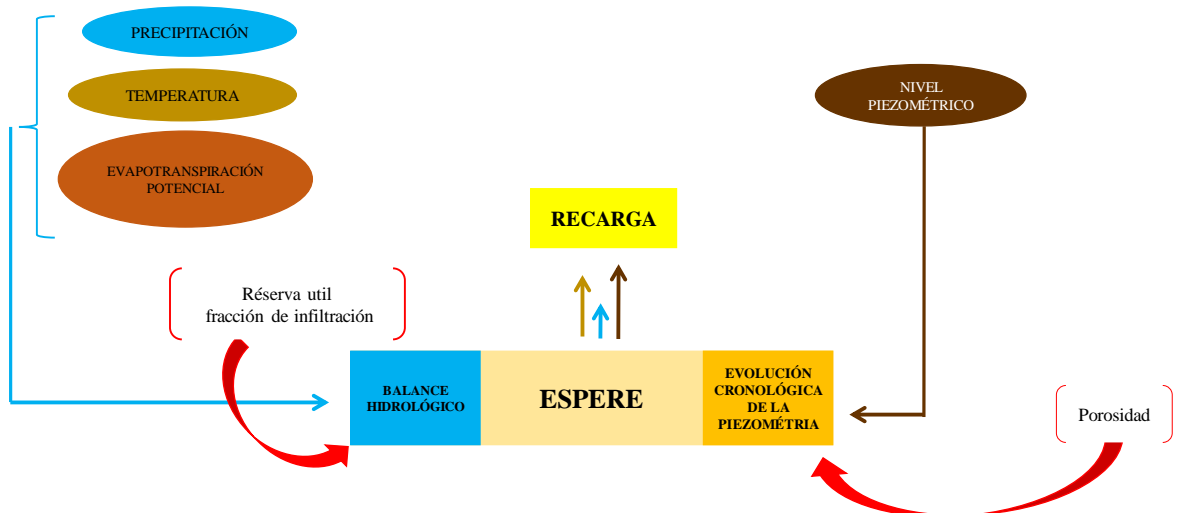 PRECIPITACIÓN
TEMPERATURA
EVAPOTRANSPIRACIÓN
POTENCIAL
NIVEL
PIEZOMÉTRICO
RECARGA
Réserva util
fracción de infiltración
BALANCE
HIDROLÓGICO
ESPERE
EVOLUCIÓN
CRONOLÓGICA
DE LA
PIEZOMÉTRIA
Porosidad